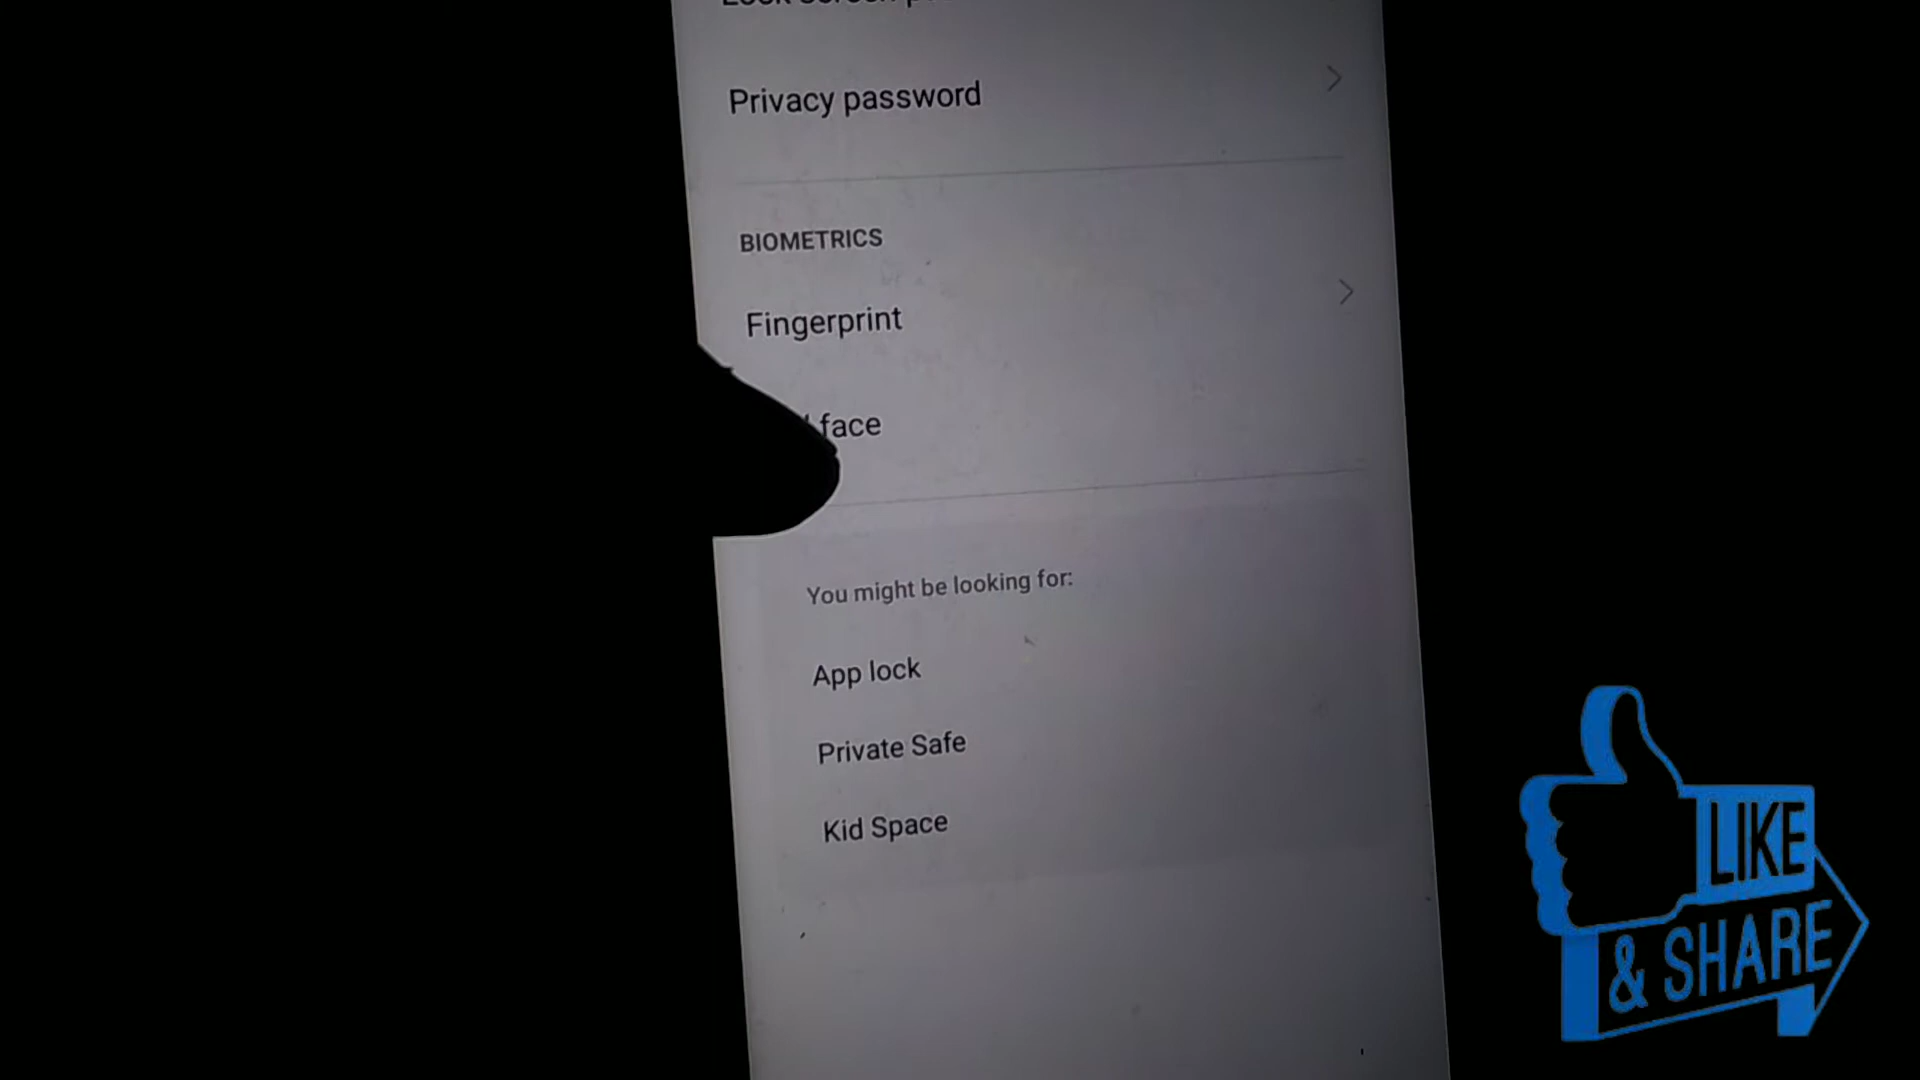 Privacy password
BIOMETRICS
Fingerprint
face
You might be looking for:
App lock
Private Safe
Kid Space
LIKE
& SHARE